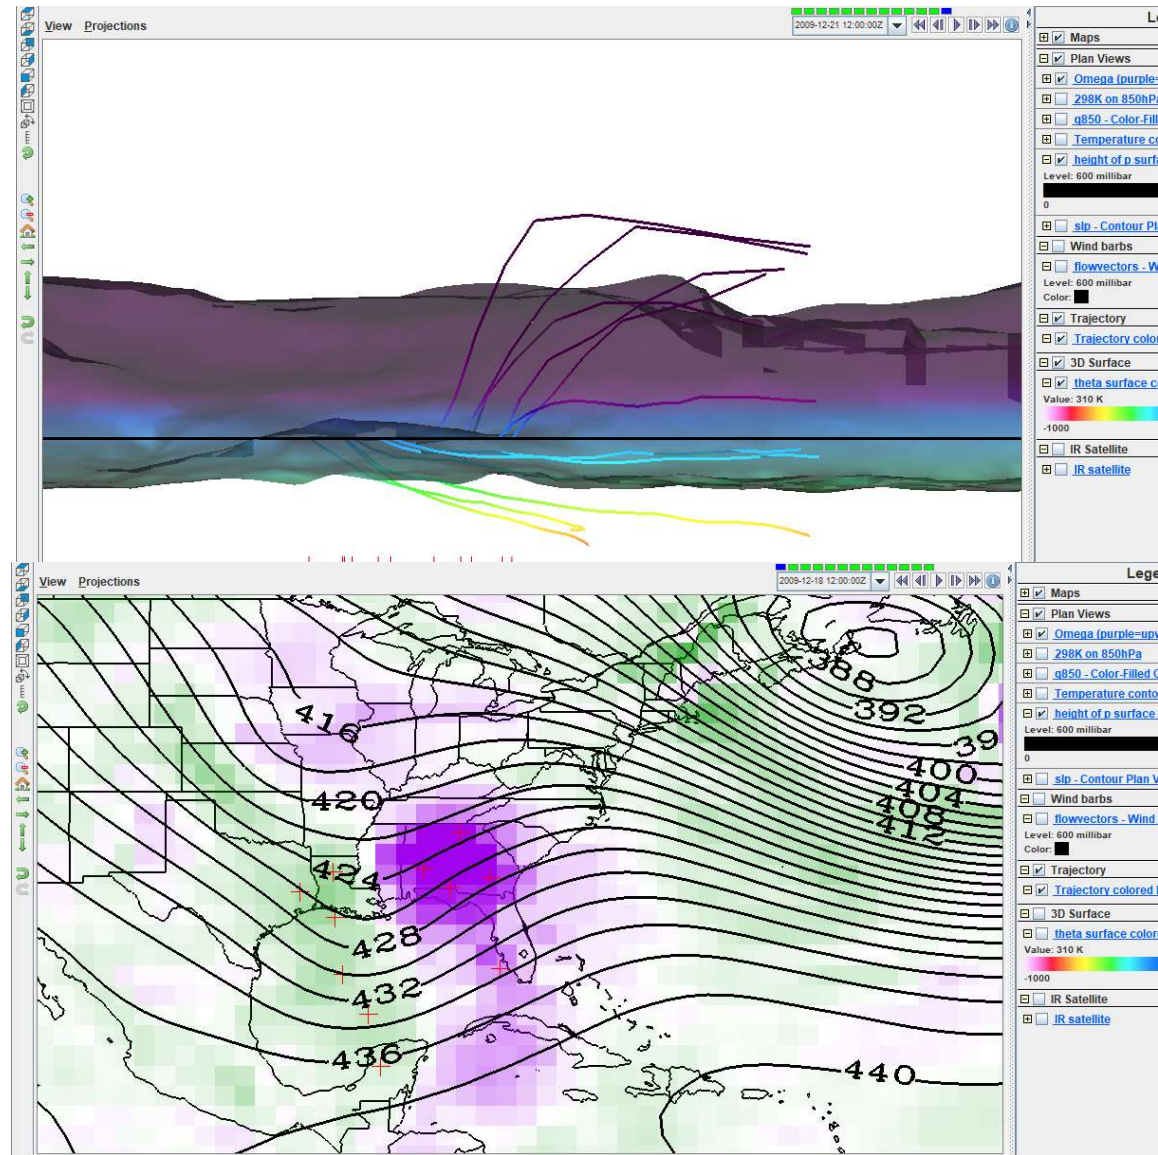 View Projections
2009-12-21 12:00:00Z
Maps
Plan Views
Omega (purple=
298K on 850hPa
q850 - Color-Fill
Temperature co
height of p surfa
Level: 600 millibar
0
slp - Contour Pl
Wind barbs
flowvectors - W
Level: 600 millibar
Color:
Trajectory
Trajectory color
3D Surface
theta surface c
Value: 310 K
-1000
IR Satellite
IR satellite
View Projections
2009-12-18 12:00:00Z
Lege
Maps
Plan Views
Omega (purple=upv
298K on 850hPa
q850 - Color-Filled C
Temperature conto
height of p surface
Level: 600 millibar
0
slp - Contour Plan V
Wind barbs
flowvectors - Wind
Level: 600 millibar
Color:
Trajectory
Trajectory colored
3D Surface
theta surface color
Value: 310 K
-1000
IR Satellite
IR satellite
388
392
39
400
404
408
412
416
420
424
428
432
436
440